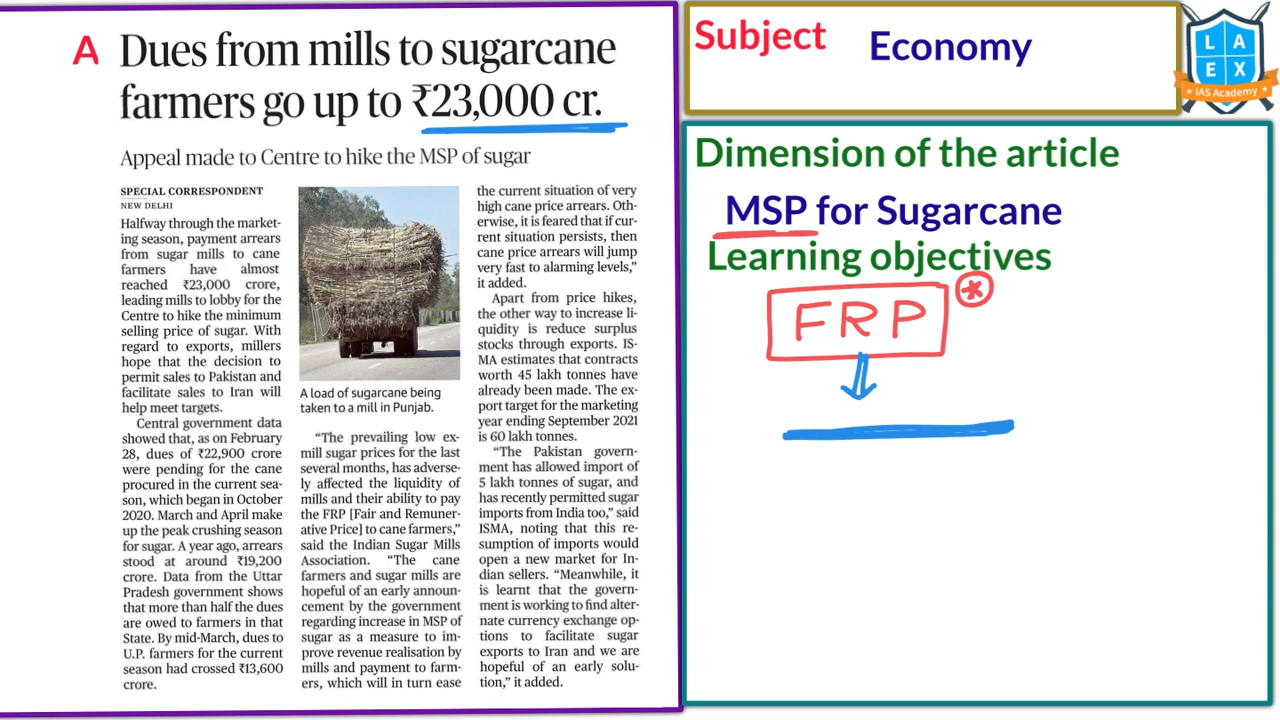 A
Dues from mills to sugarcane
farmers go up to ₹23,000 cr.
Appeal made to Centre to hike the MSP of sugar
SPECIAL CORRESPONDENT
NEW DELHI
Halfway through the market-
ing season, payment arrears
from sugar mills to cane
farmers have almost
reached ₹23,000 crore,
leading mills to lobby for the
Centre to hike the minimum
selling price of sugar. With
regard to exports, millers
hope that the decision to
permit sales to Pakistan and
facilitate sales to Iran will
help meet targets.
Central government data
showed that, as on February
28, dues of ₹22,900 crore
were pending for the cane
procured in the current sea-
son, which began in October
2020. March and April make
up the peak crushing season
for sugar. A year ago, arrears
stood at around ₹19,200
crore. Data from the Uttar
Pradesh government shows
that more than half the dues
are owed to farmers in that
State. By mid-March, dues to
U.P. farmers for the current
season had crossed ₹13,600
crore.
A load of sugarcane being
taken to a mill in Punjab.
“The prevailing low ex-
mill sugar prices for the last
several months, has adverse-
ly affected the liquidity of
mills and their ability to pay
the FRP [Fair and Remuner-
ative Price] to cane farmers,”
said the Indian Sugar Mills
Association. “The cane
farmers and sugar mills are
hopeful of an early announ-
cement by the government
regarding increase in MSP of
sugar as a measure to im-
prove revenue realisation by
mills and payment to farm-
ers, which will in turn ease
the current situation of very
high cane price arrears. Oth-
erwise, it is feared that if cur-
rent situation persists, then
cane price arrears will jump
very fast to alarming levels,”
it added.
Apart from price hikes,
the other way to increase li-
quidity is reduce surplus
stocks through exports. IS-
MA estimates that contracts
worth 45 lakh tonnes have
already been made. The ex-
port target for the marketing
year ending September 2021
is 60 lakh tonnes.
“The Pakistan govern-
ment has allowed import of
5 lakh tonnes of sugar, and
has recently permitted sugar
imports from India too,” said
ISMA, noting that this re-
sumption of imports would
open a new market for In-
dian sellers. “Meanwhile, it
is learnt that the govern-
ment is working to find alter-
nate currency exchange op-
tions to facilitate sugar
exports to Iran and we are
hopeful of an early solu-
tion,” it added.
Subject Economy
L A
E X
IAS Academy
Dimension of the article
MSP for Sugarcane
Learning objectives
FRP *